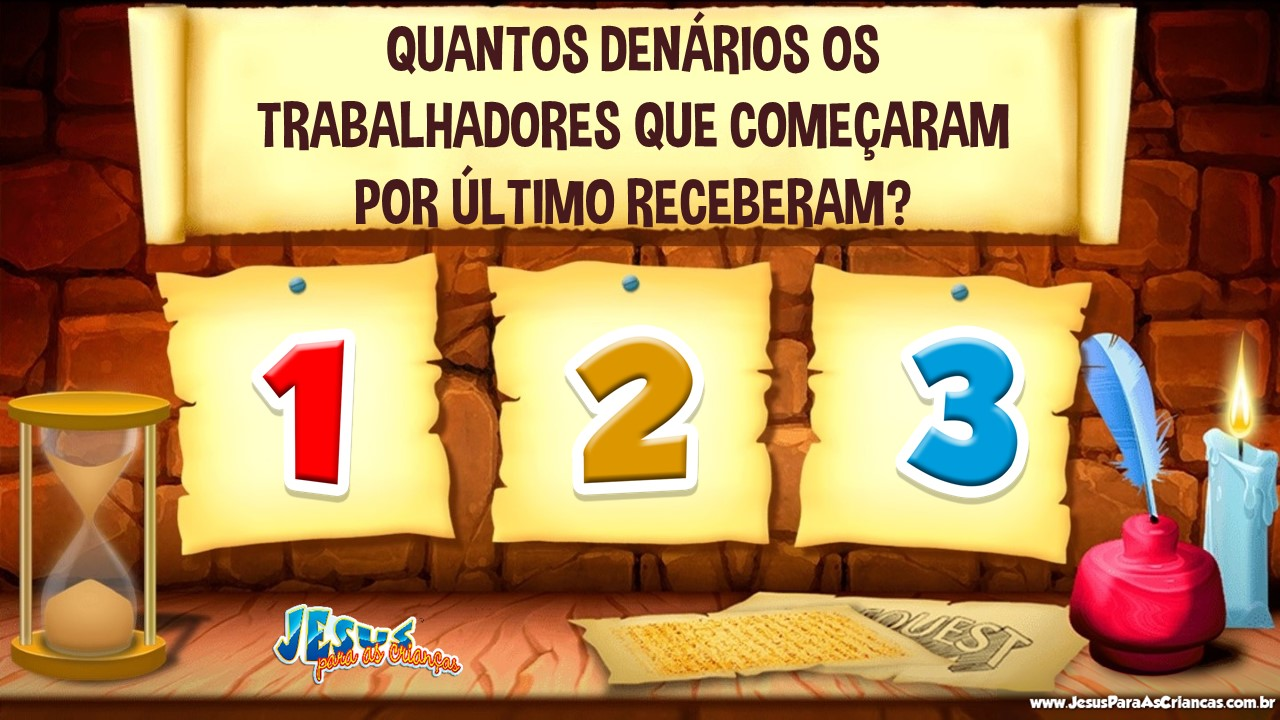 QUANTOS DENÁRIOS OS
TRABALHADORES QUE COMEÇARAM
POR ÚLTIMO RECEBERAM?
1
2
3
JESUS
para as crianças
QUEST
www.JesusParaAsCriancas.com.br